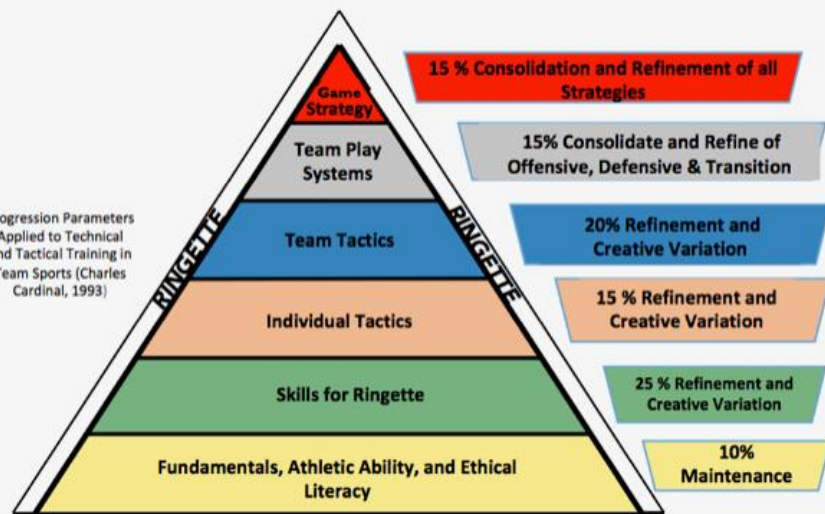 Game
Strategy
15 % Consolidation and Refinement of all
Strategies
Team Play
Systems
15% Consolidate and Refine of
Offensive, Defensive & Transition
ogression Parameters
Applied to Technical
nd Tactical Training in
eam Sports (Charles
Cardinal, 1993)
RINGETTE
RINGETTE
Team Tactics
20% Refinement and
Creative Variation
Individual Tactics
15 % Refinement and
Creative Variation
Skills for Ringette
25 % Refinement and
Creative Variation
Fundamentals, Athletic Ability, and Ethical
Literacy
10%
Maintenance